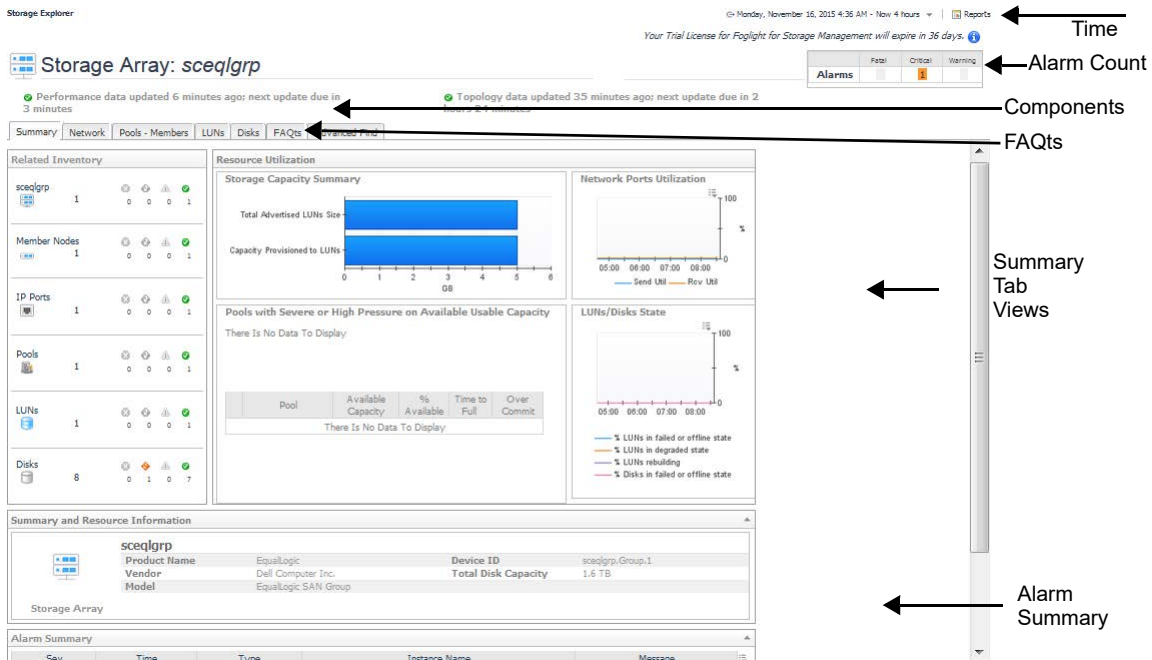 Storage Explorer
Monday, November 16, 2015 4:36 AM - Now 4 hours
Reports
Time
Your Trial License for Foglight for Storage Management will expire in 36 days.
Storage Array: sceqlgrp
Fatal Critical Warning
Alarms 1
Alarm Count
Performance data updated 6 minutes ago; next update due in
3 minutes
Topology data updated 35 minutes ago; next update due in 2
hours 24 minutes
Components
Summary Network Pools - Members LUNs Disks FAQts Advanced Find
FAQts
Related Inventory
sceqlgrp
1
0 0 0 1
Member Nodes
1
0 0 0 1
IP Ports
1
0 0 0 1
Pools
1
0 0 0 1
LUNs
1
0 0 0 1
Disks
8
0 1 0 7
Resource Utilization
Storage Capacity Summary
Total Advertised LUNs Size
Capacity Provisioned to LUNs
0 1 2 3 4 5 6
GB
Network Ports Utilization
100
%
0
05:00 06:00 07:00 08:00
Send Util Rcv Util
Pools with Severe or High Pressure on Available Usable Capacity
There Is No Data To Display
Pool Available Capacity % Available Time to Full Over Commit
There Is No Data To Display
LUNs/Disks State
100
%
0
05:00 06:00 07:00 08:00
% LUNs in failed or offline state
% LUNs in degraded state
% LUNs rebuilding
% Disks in failed or offline state
Summary
Tab
Views
Summary and Resource Information
sceqlgrp
Product Name EqualLogic Device ID sceqlgrp.Group.1
Vendor Dell Computer Inc. Total Disk Capacity 1.6 TB
Model EqualLogic SAN Group
Storage Array
Alarm
Summary
Alarm Summary
Sev Time Type Instance Name Message